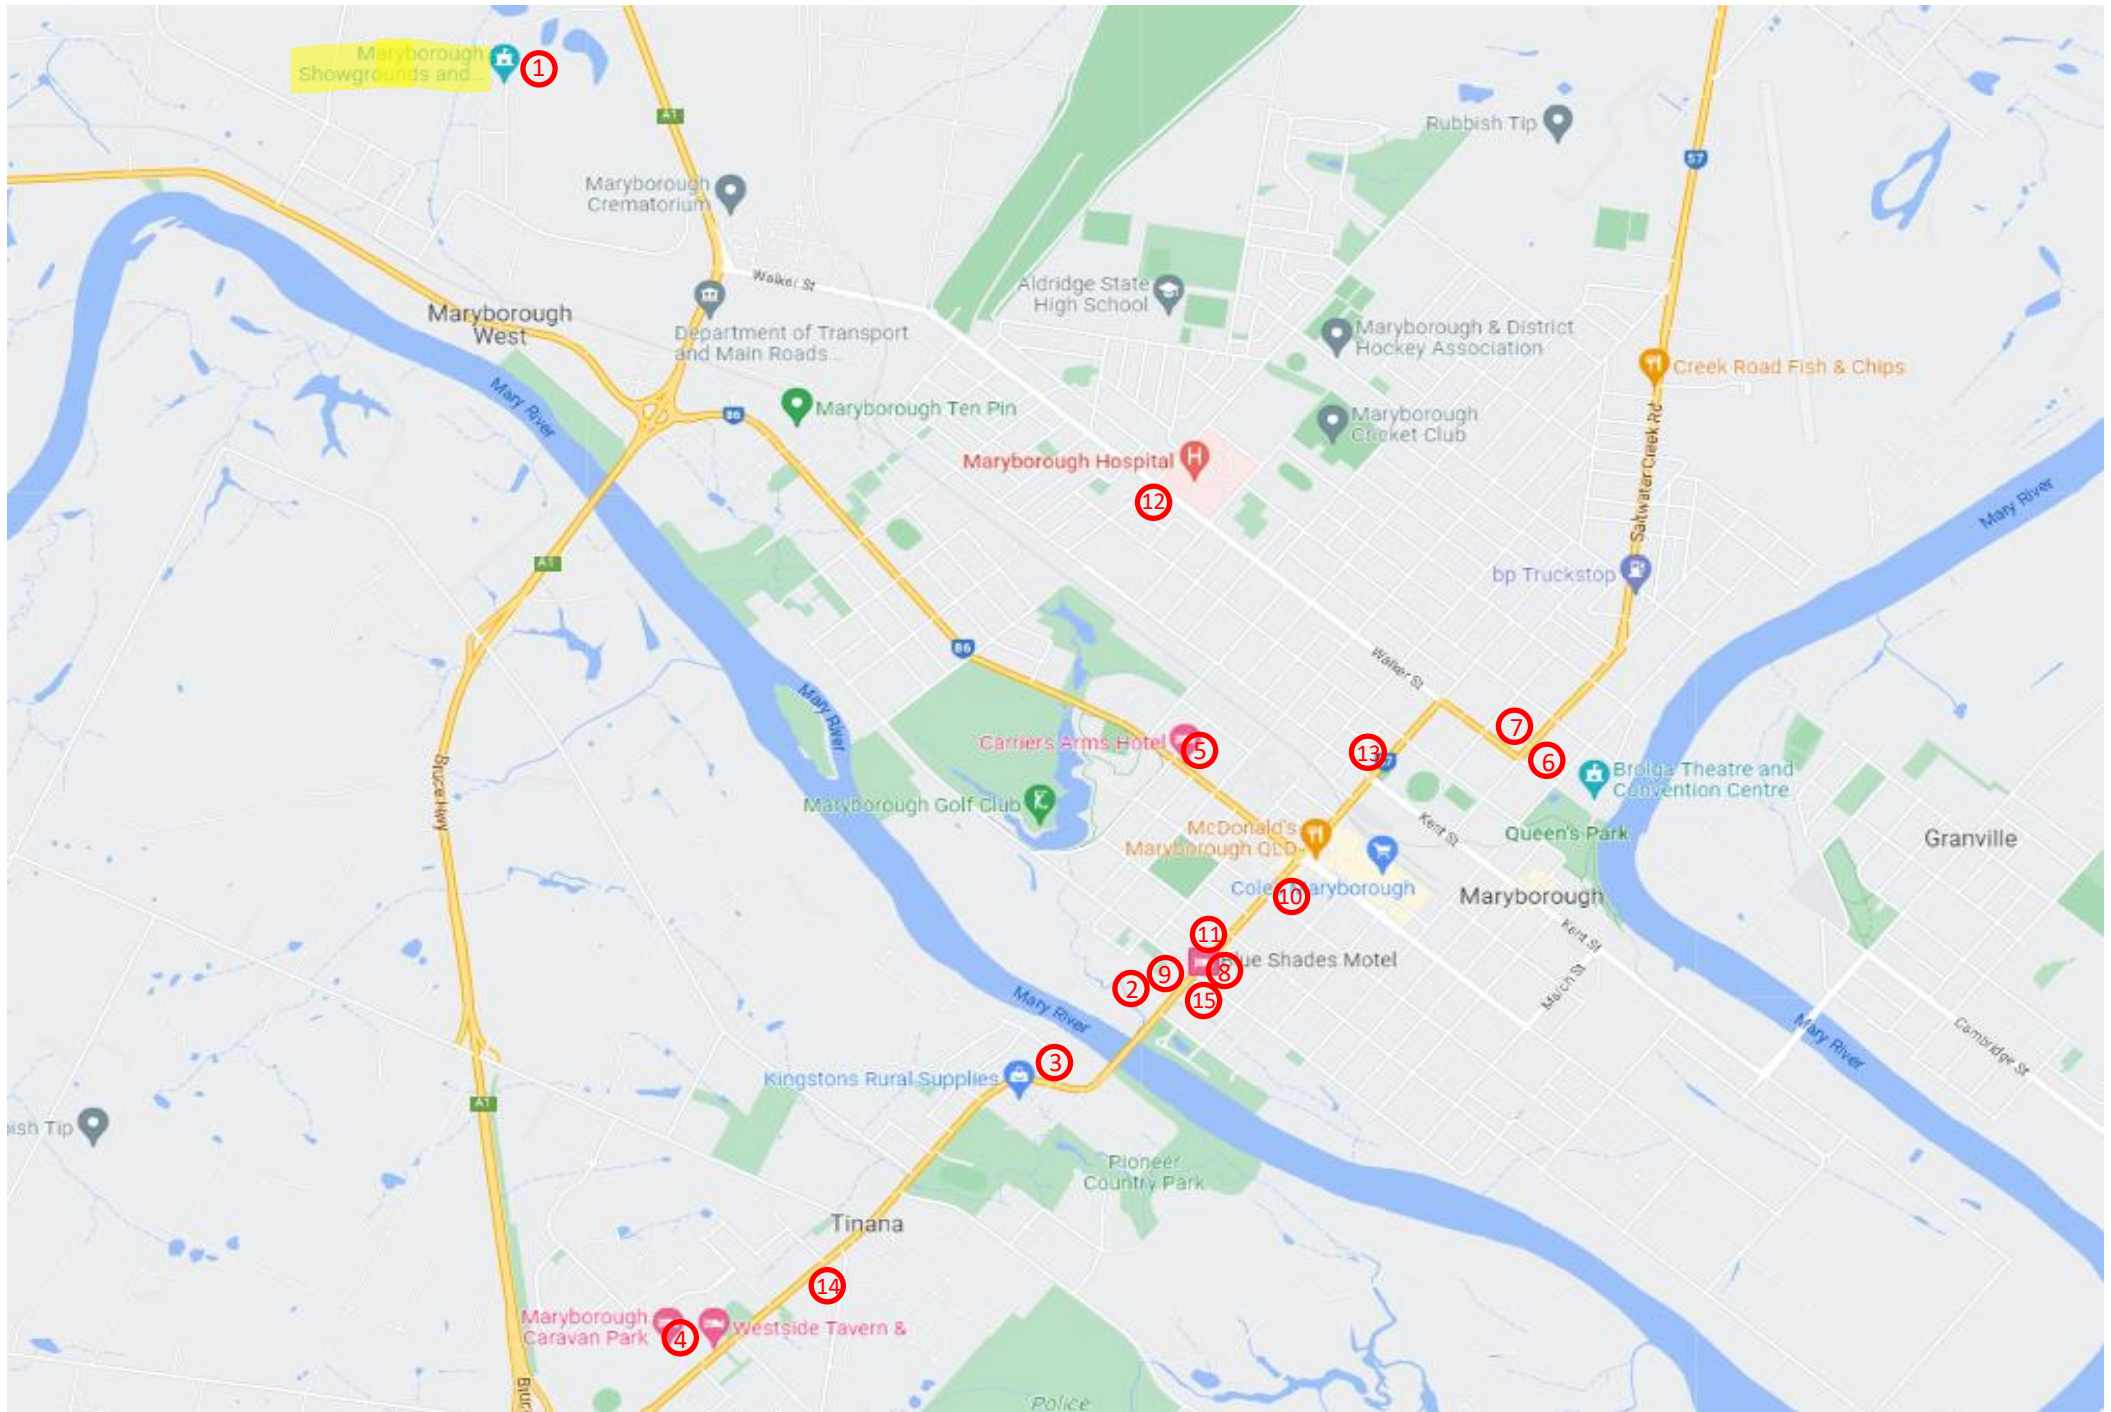 Maryborough
Showgrounds and...
1
A1
57
Rubbish Tip
Maryborough
Crematorium
Walker St
Aldridge State
High School
Maryborough
West
Department of Transport
and Main Roads...
Maryborough & District
Hockey Association
Creek Road Fish & Chips
Mary River
86
Maryborough Ten Pin
Maryborough
Cricket Club
Maryborough Hospital
12
Saltwater Creek Rd
Mary River
A1
bp Truckstop
86
Walker St
Mary River
Carriers Arms Hotel
5
13
7
6
Brolga Theatre and
Convention Centre
Bruce Hwy
Maryborough Golf Club
McDonald's
Maryborough QLD
Kent St
Queen's Park
Granville
10
Maryborough
11
Kent St
Shades Motel
9
8
2
15
March St
Mary River
Mary River
Cambridge St
3
Kingstons Rural Supplies
A1
Tip
Pioneer
Country Park
Tinana
14
Maryborough
Caravan Park
4
Westside Tavern &
Police